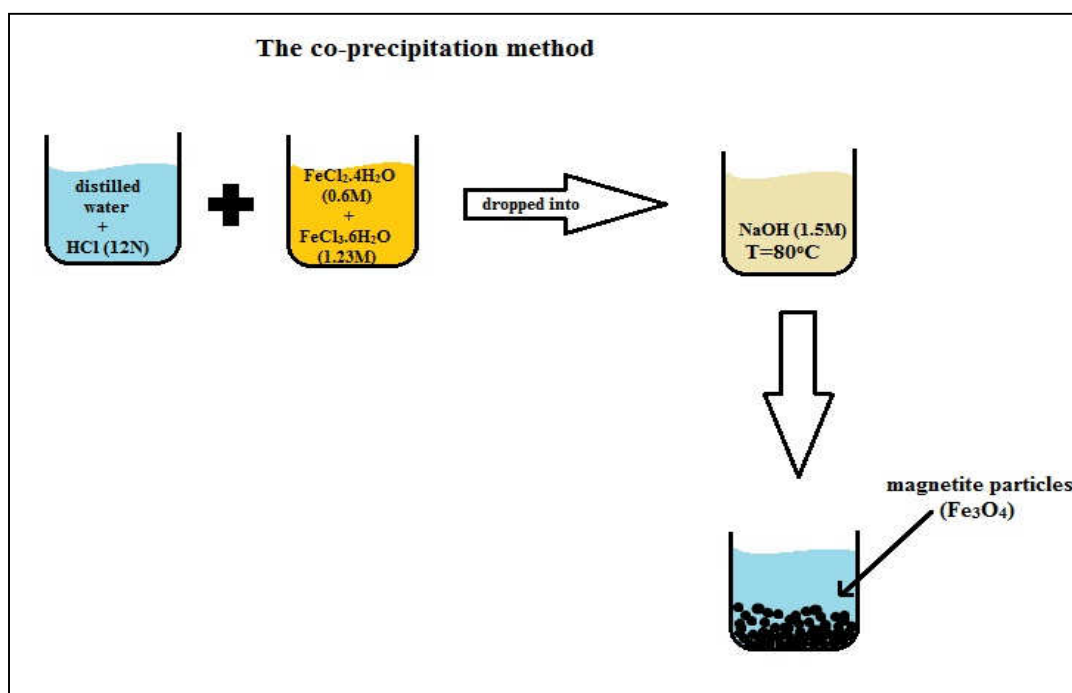 The co-precipitation method
distilled
water
+
HCl (12N)
FeCl₂.4H₂O
(0.6M)
+
FeCl₃.6H₂O
(1.23M)
dropped into
NaOH (1.5M)
T=80°C
magnetite particles
(Fe₃O₄)